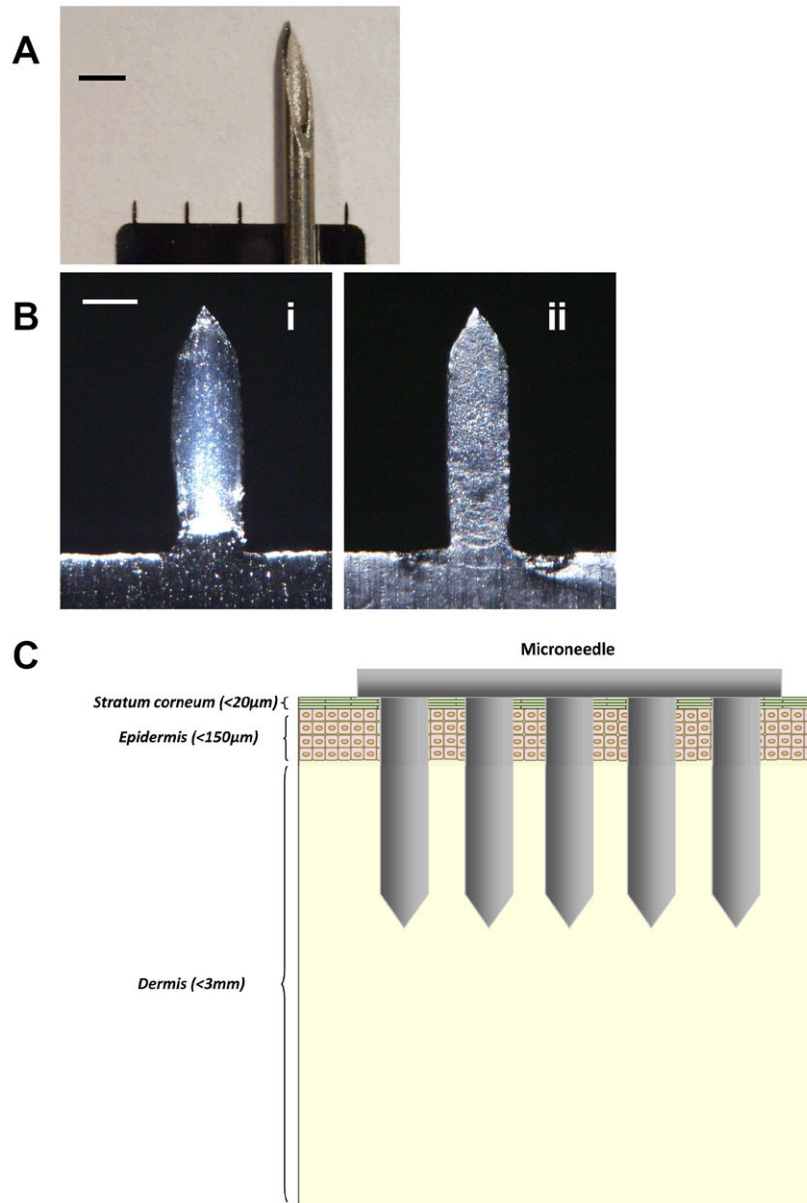 A
B
i
ii
C
Microneedle
Stratum corneum (<20μm)
Epidermis (<150μm)
Dermis (<3mm)